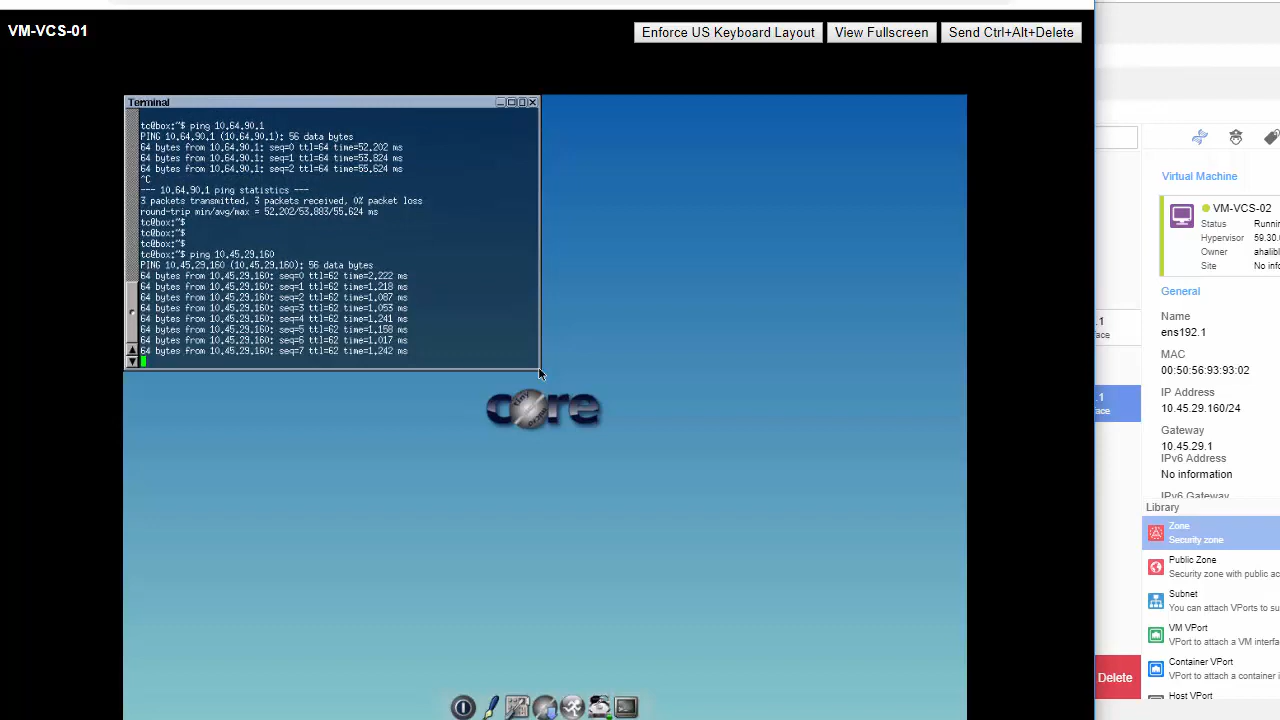 VM-VCS-01
Enforce US Keyboard Layout
View Fullscreen
Send Ctrl+Alt+Delete
Terminal
tc@box:~$ ping 10.64.90.1
PING 10.64.90.1 (10.64.90.1): 56 data bytes
64 bytes from 10.64.90.1: seq=0 ttl=64 time=52.202 ms
64 bytes from 10.64.90.1: seq=1 ttl=64 time=53.824 ms
64 bytes from 10.64.90.1: seq=2 ttl=64 time=55.624 ms
^C
--- 10.64.90.1 ping statistics ---
3 packets transmitted, 3 packets received, 0% packet loss
round-trip min/avg/max = 52.202/53.883/55.624 ms
tc@box:~$
tc@box:~$
tc@box:~$
tc@box:~$ ping 10.45.29.160
PING 10.45.29.160 (10.45.29.160): 56 data bytes
64 bytes from 10.45.29.160: seq=0 ttl=62 time=2.222 ms
64 bytes from 10.45.29.160: seq=1 ttl=62 time=1.218 ms
64 bytes from 10.45.29.160: seq=2 ttl=62 time=1.087 ms
64 bytes from 10.45.29.160: seq=3 ttl=62 time=1.053 ms
64 bytes from 10.45.29.160: seq=4 ttl=62 time=1.241 ms
64 bytes from 10.45.29.160: seq=5 ttl=62 time=1.158 ms
64 bytes from 10.45.29.160: seq=6 ttl=62 time=1.017 ms
64 bytes from 10.45.29.160: seq=7 ttl=62 time=1.242 ms
core
tiny
.1
face
.1
face
Delete
Virtual Machine
VM-VCS-02
Status Runnin
Hypervisor 59.30.
Owner ahalib
Site No info
General
Name
ens192.1
MAC
00:50:56:93:93:02
IP Address
10.45.29.160/24
Gateway
10.45.29.1
IPv6 Address
No information
IPv6 Gateway
Library
Zone
Security zone
Public Zone
Security zone with public ac
Subnet
You can attach VPorts to su
VM VPort
VPort to attach a VM interfa
Container VPort
VPort to attach a container i
Host VPort